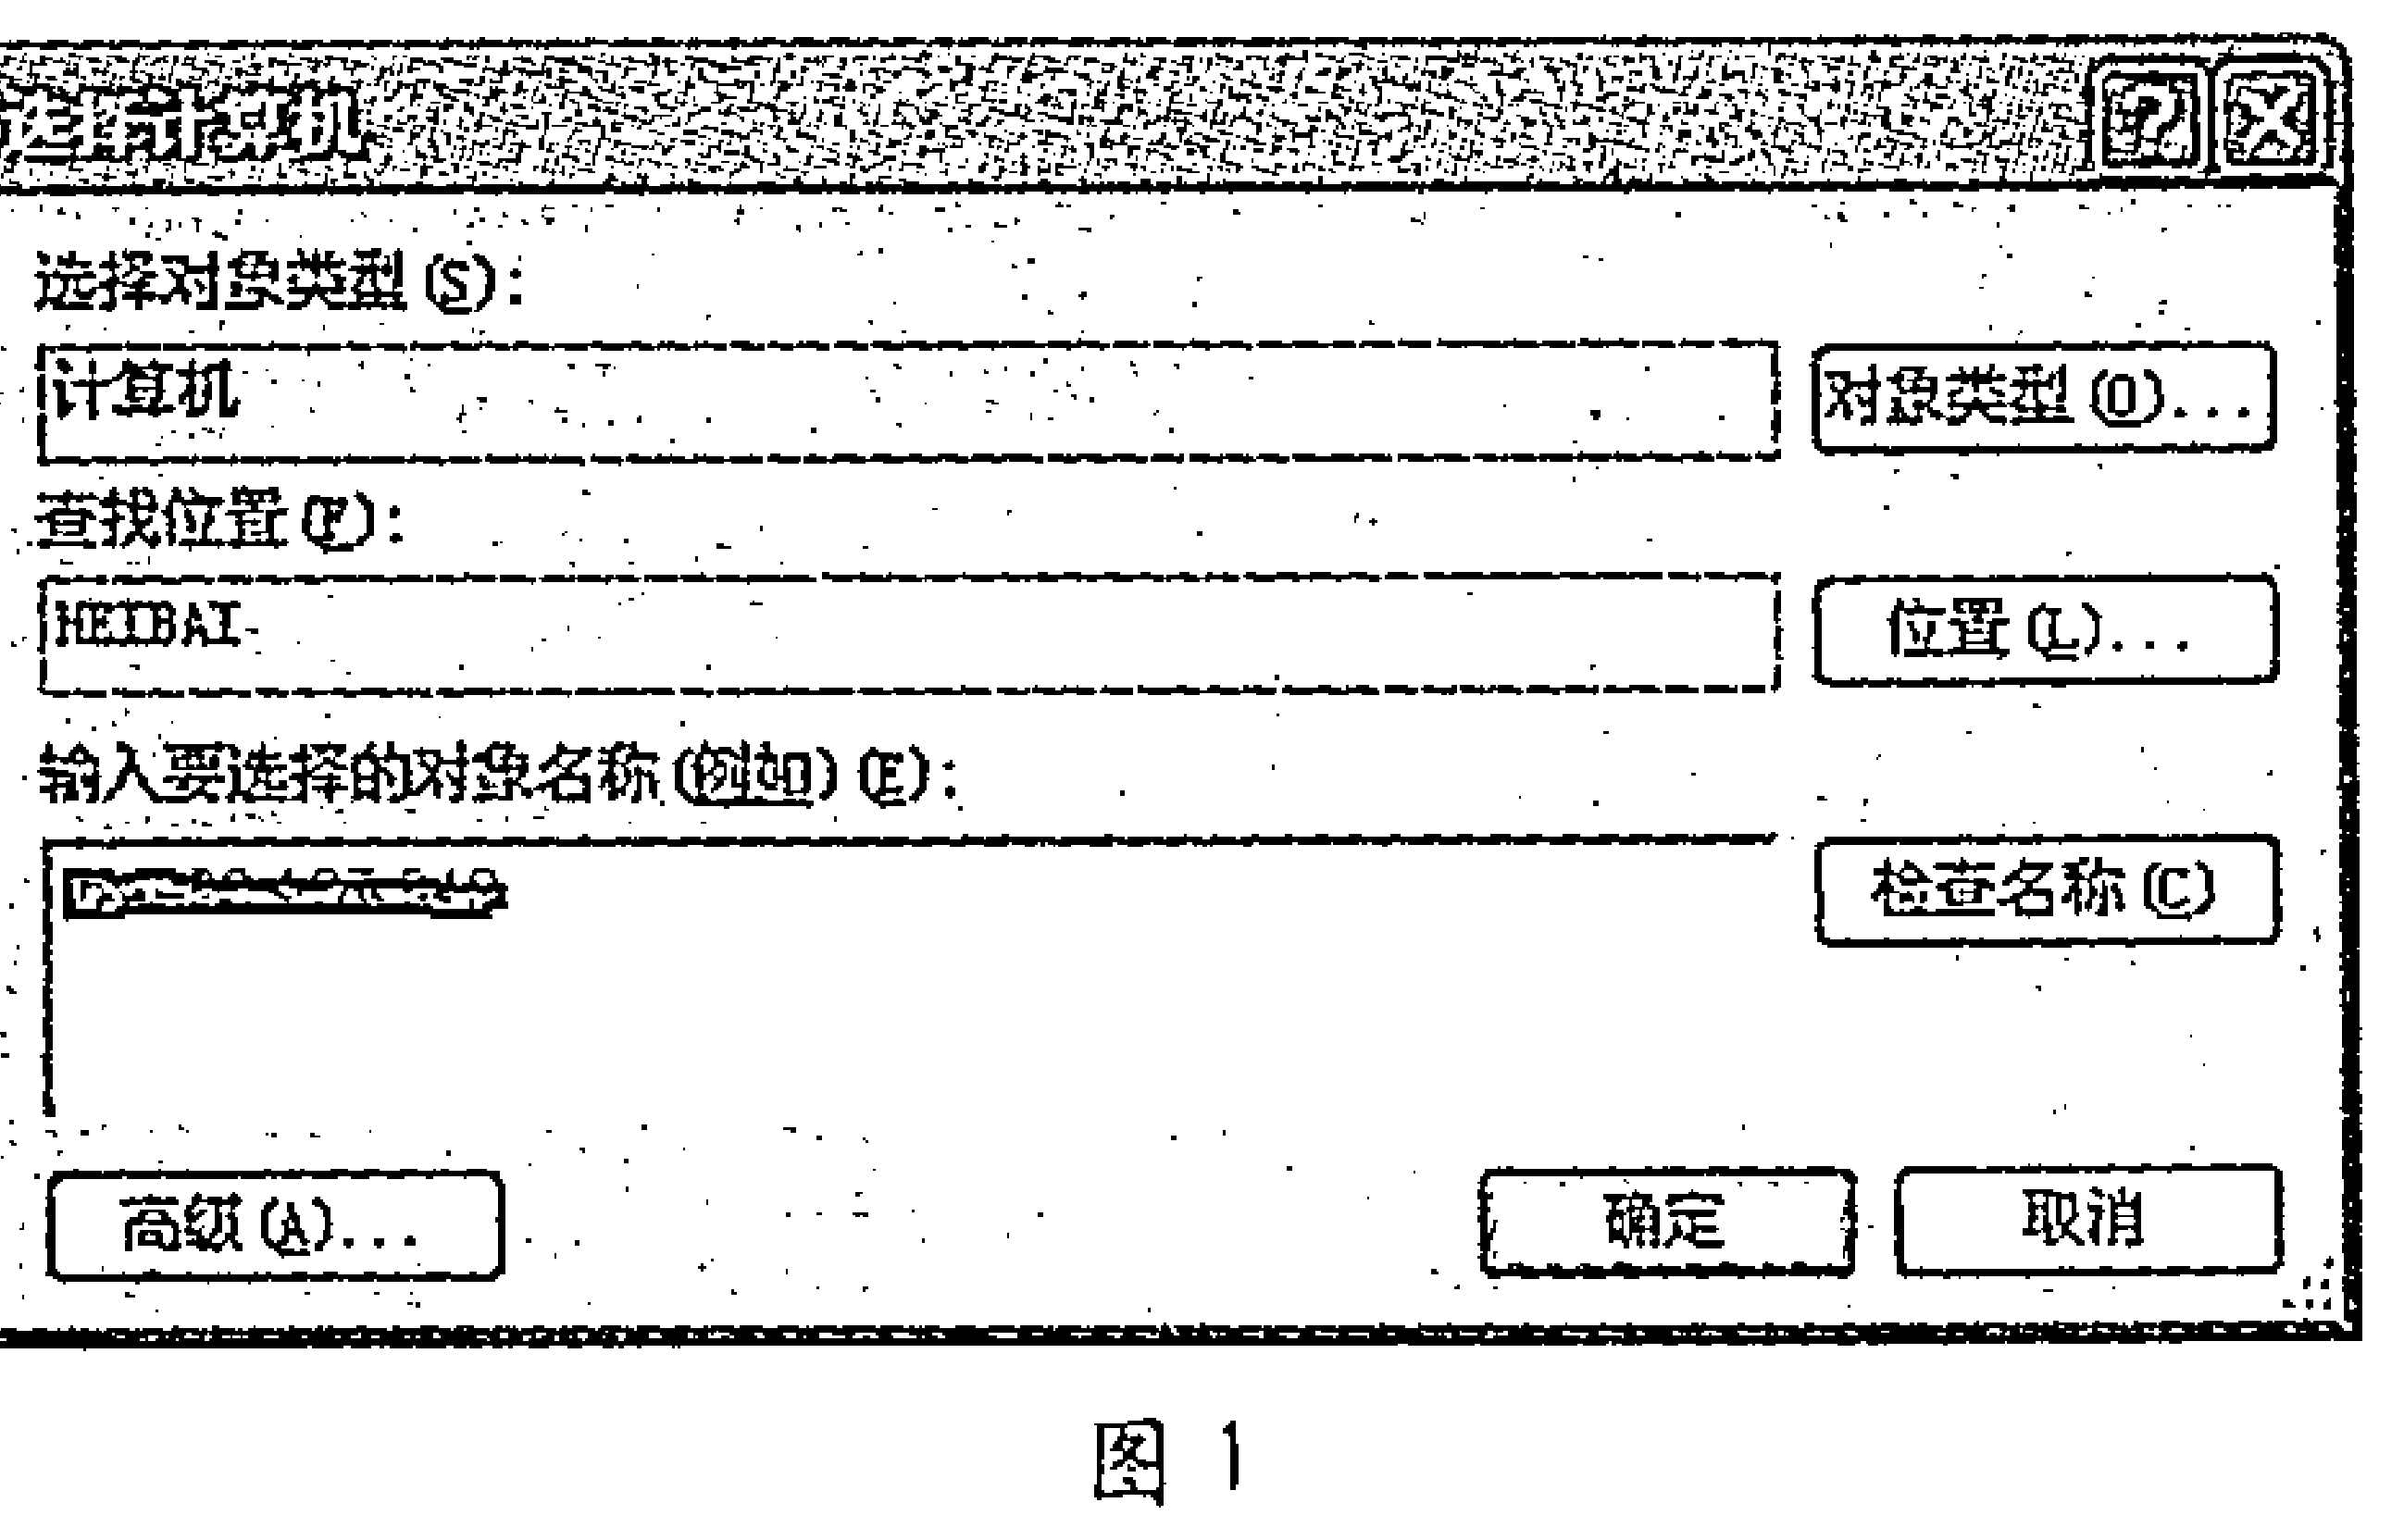 选择计算机
选择对象类型(S):
计算机
对象类型(O)...
查找位置(F):
HEIBAI
位置(L)...
输入要选择的对象名称(例如)(E):
检查名称(C)
高级(A)...
确定
取消
图 1